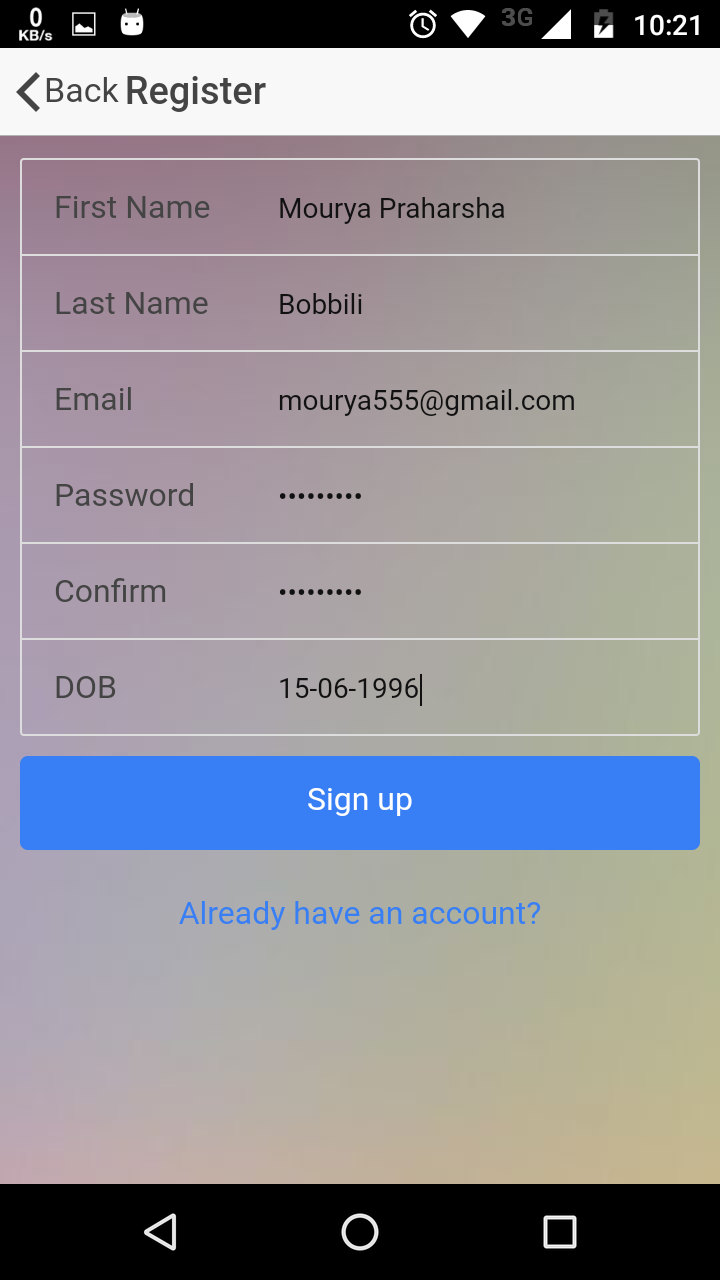 0
KB/s
3G
10:21
Back Register
First Name Mourya Praharsha
Last Name Bobbili
Email mourya555@gmail.com
Password •••••••••
Confirm •••••••••
DOB 15-06-1996
Sign up
Already have an account?